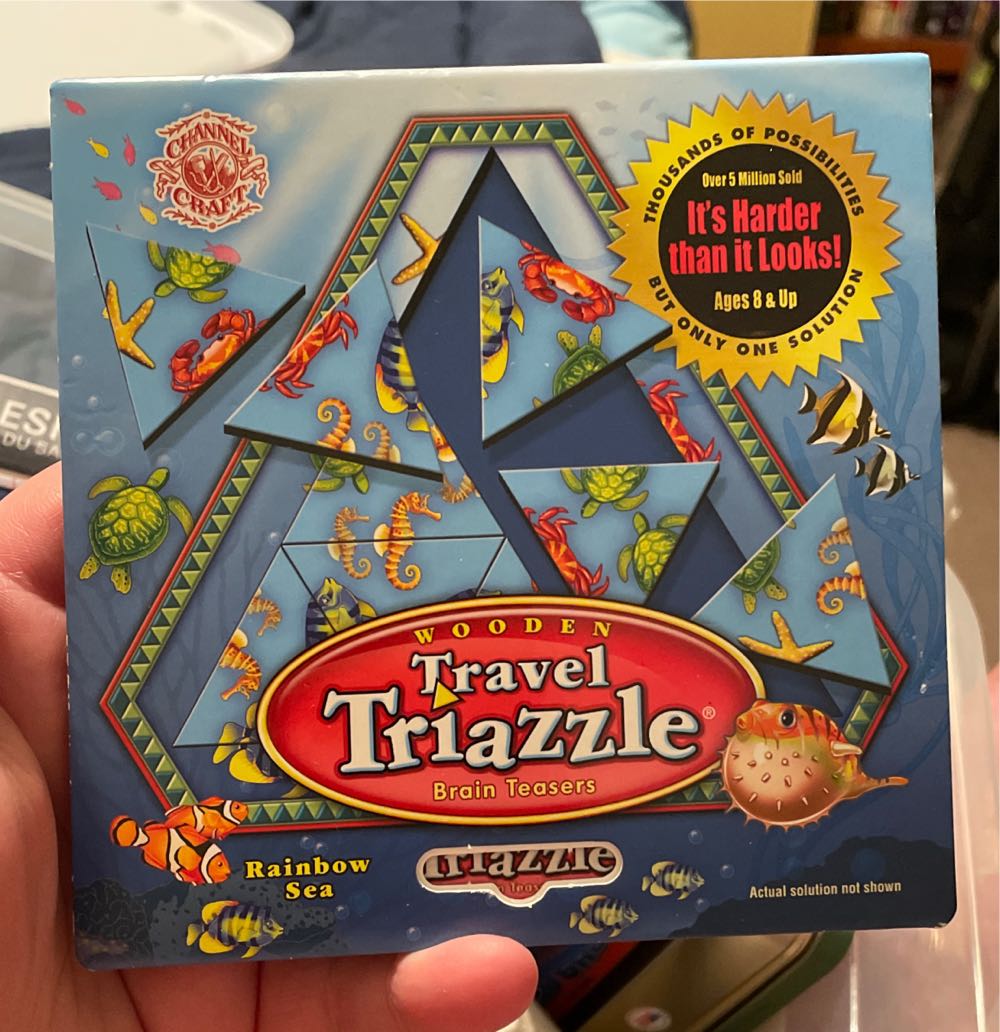 CHANNEL
CRAFT
THOUSANDS OF POSSIBILITIES
Over 5 Million Sold
It's Harder
than it Looks!
Ages 8 & Up
BUT ONLY ONE SOLUTION
DU
WOODEN
Travel
Triazzle®
Brain Teasers
Rainbow
Sea
Triazzle
Actual solution not shown